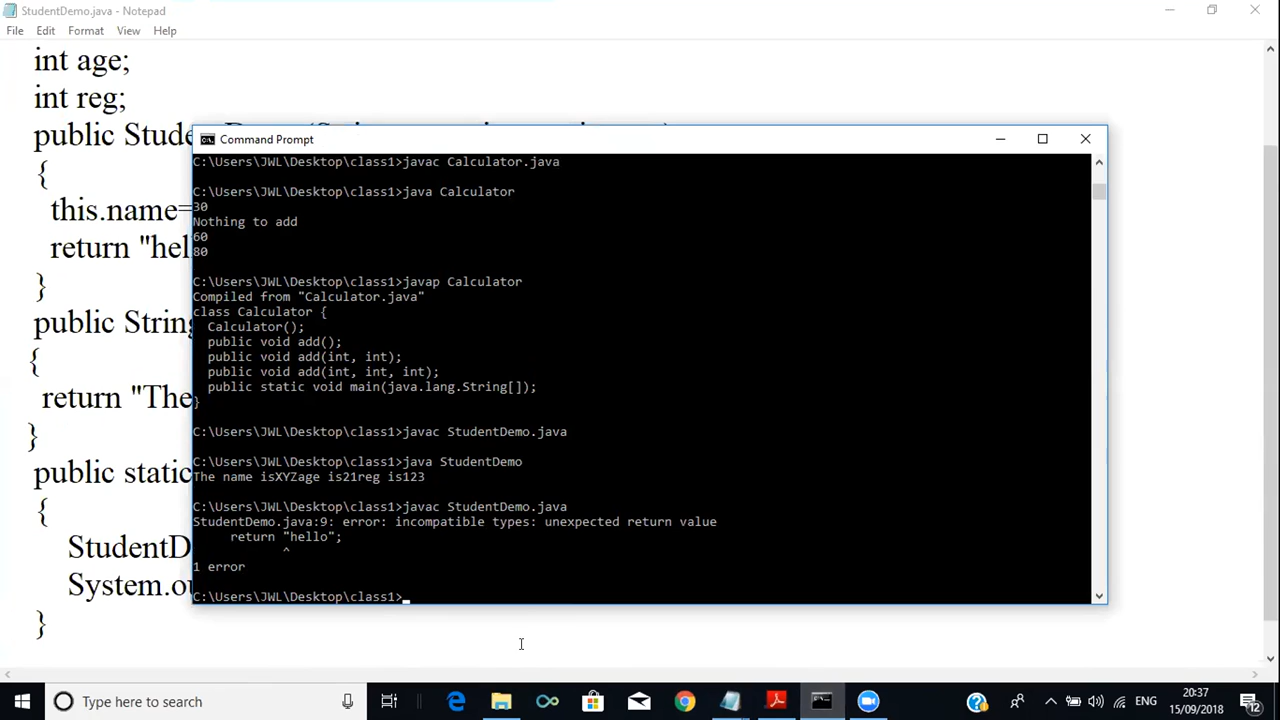 StudentDemo.java - Notepad
File Edit Format View Help
int age;
int reg;
public Stude
{
this.name=
return "hel
}
public String
{
return "The
}
public static
{
StudentD
System.ou
}
Command Prompt
C:\Users\JWL\Desktop\class1>javac Calculator.java
C:\Users\JWL\Desktop\class1>java Calculator
30
Nothing to add
60
80
C:\Users\JWL\Desktop\class1>javap Calculator
Compiled from "Calculator.java"
class Calculator {
Calculator();
public void add();
public void add(int, int);
public void add(int, int, int);
public static void main(java.lang.String[]);
}
C:\Users\JWL\Desktop\class1>javac StudentDemo.java
C:\Users\JWL\Desktop\class1>java StudentDemo
The name isXYZage is21reg is123
C:\Users\JWL\Desktop\class1>javac StudentDemo.java
StudentDemo.java:9: error: incompatible types: unexpected return value
return "hello";
^
1 error
C:\Users\JWL\Desktop\class1>
Type here to search
ENG
20:37
15/09/2018
12